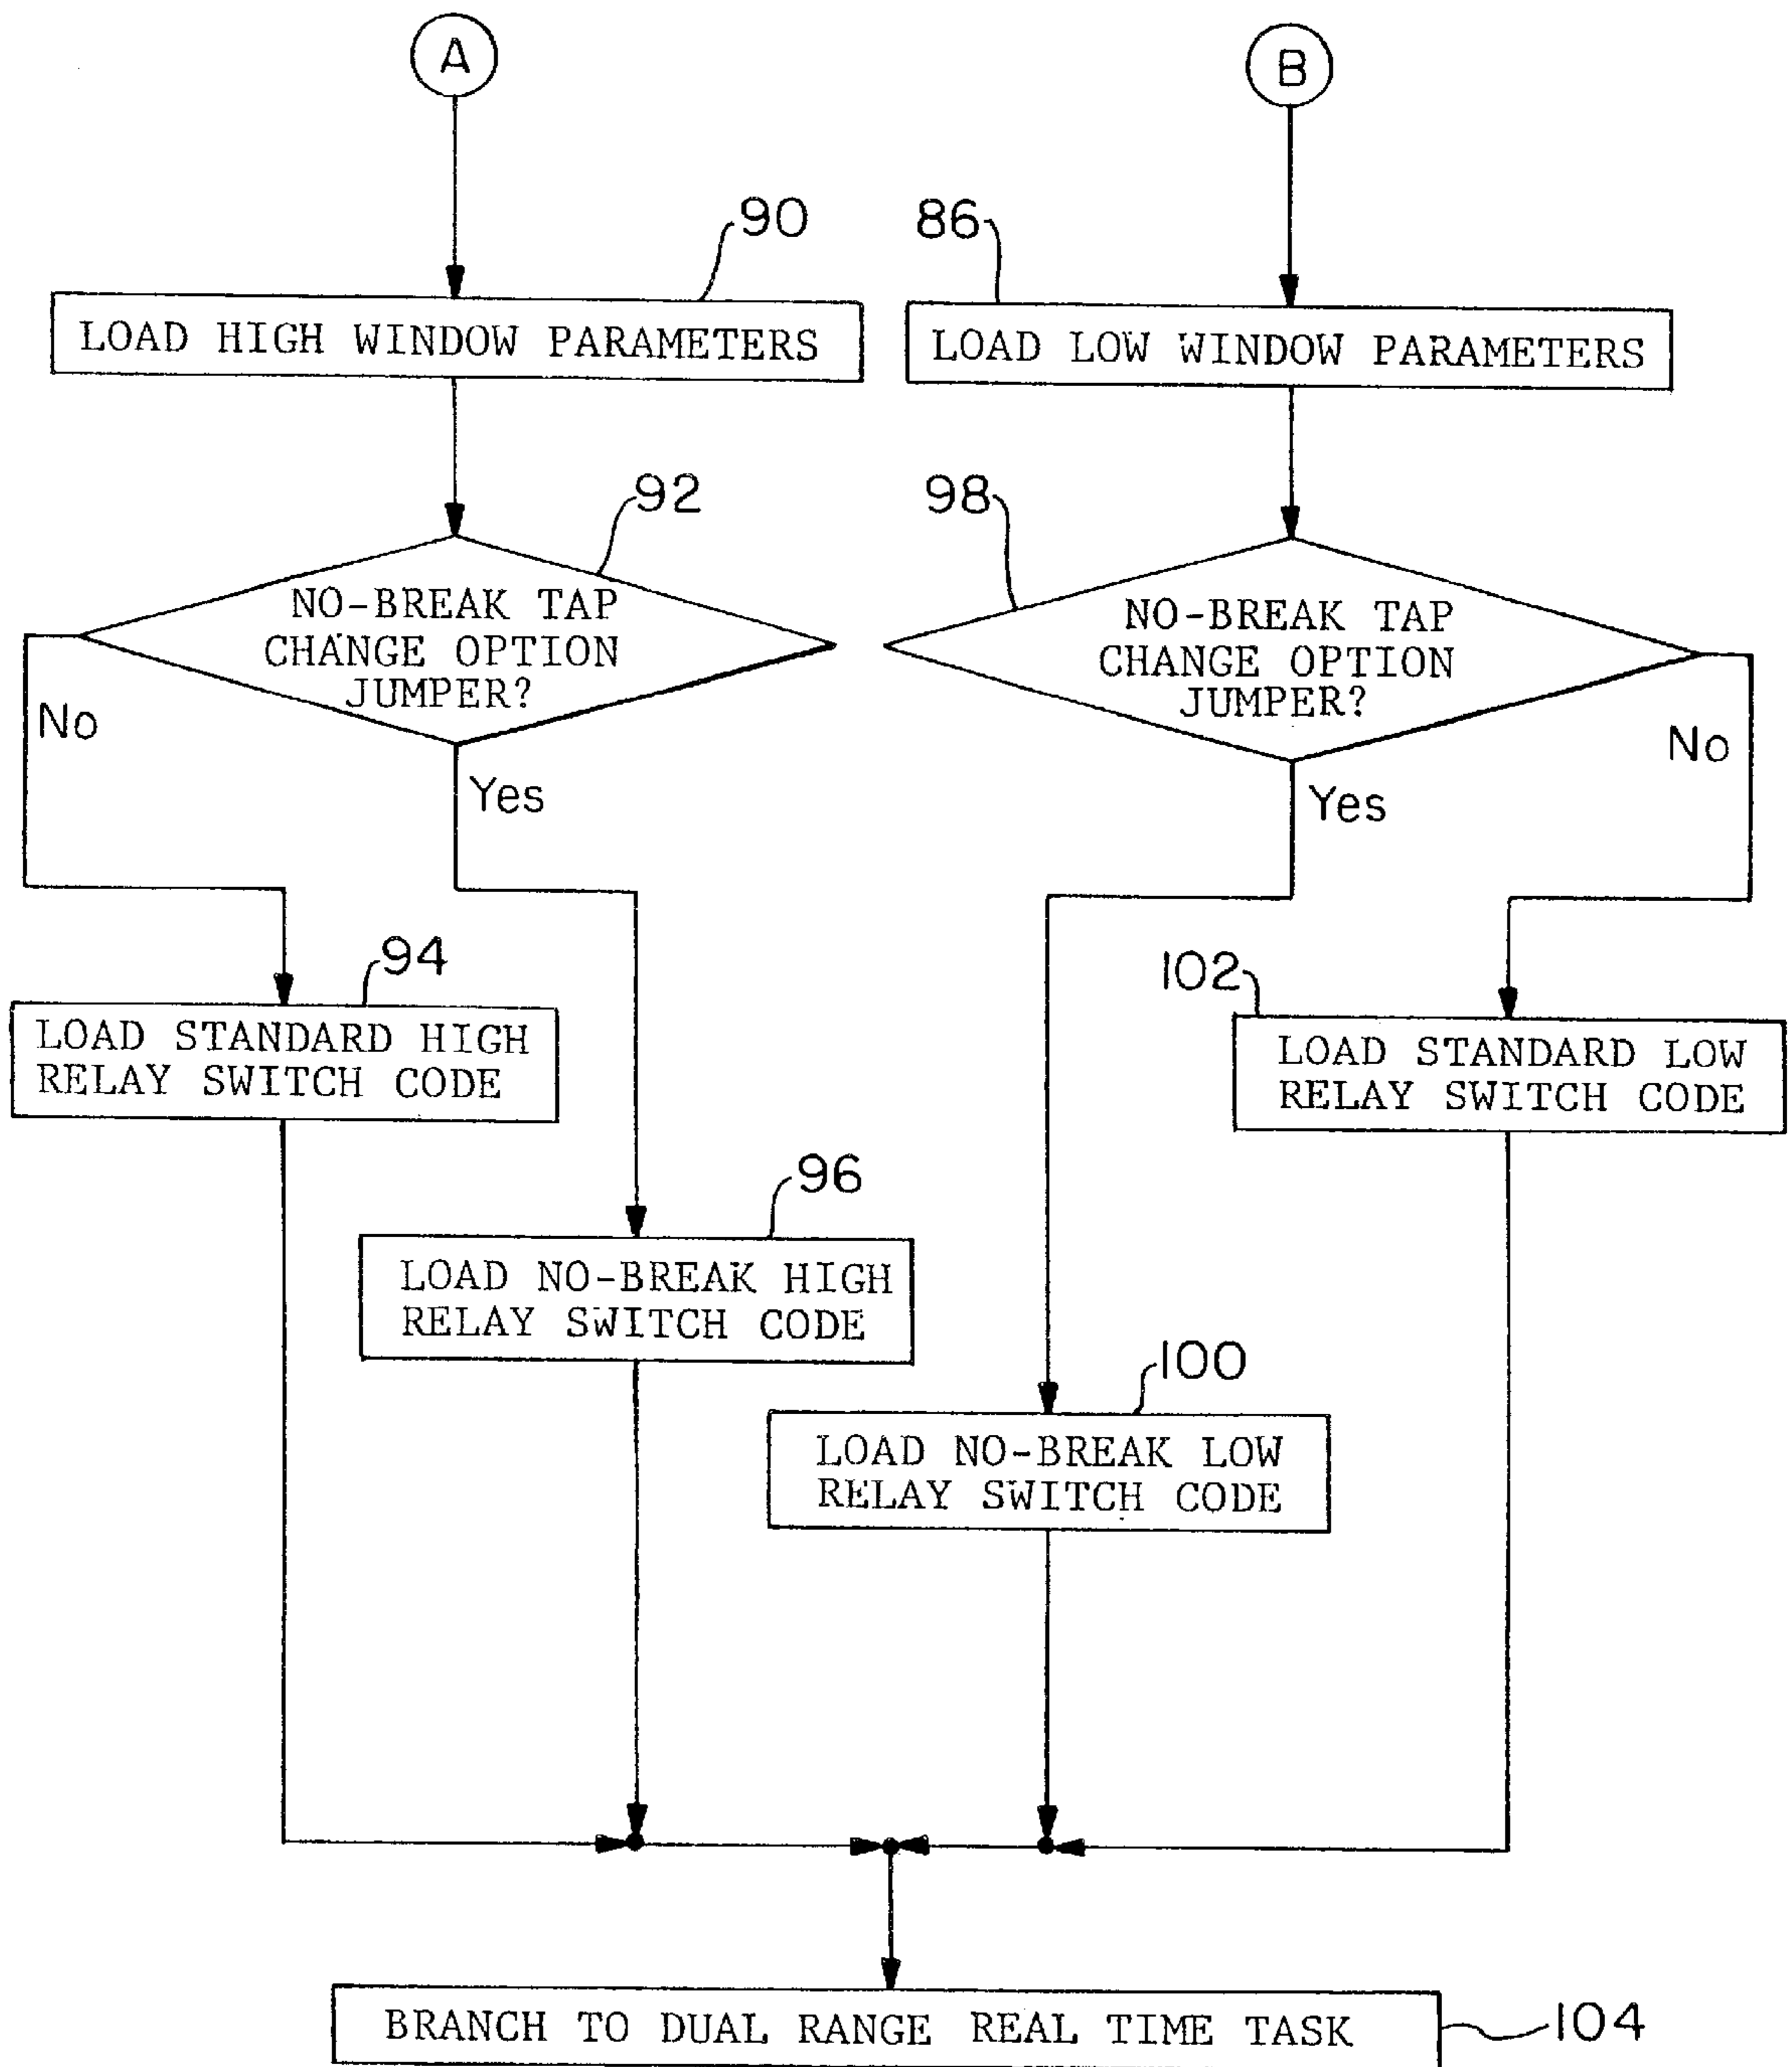 A
B
90
86
LOAD HIGH WINDOW PARAMETERS
LOAD LOW WINDOW PARAMETERS
92
98
NO-BREAK TAP
CHANGE OPTION
JUMPER?
NO-BREAK TAP
CHANGE OPTION
JUMPER?
No
Yes
Yes
No
94
102
LOAD STANDARD HIGH
RELAY SWITCH CODE
LOAD STANDARD LOW
RELAY SWITCH CODE
96
LOAD NO-BREAK HIGH
RELAY SWITCH CODE
100
LOAD NO-BREAK LOW
RELAY SWITCH CODE
BRANCH TO DUAL RANGE REAL TIME TASK
104